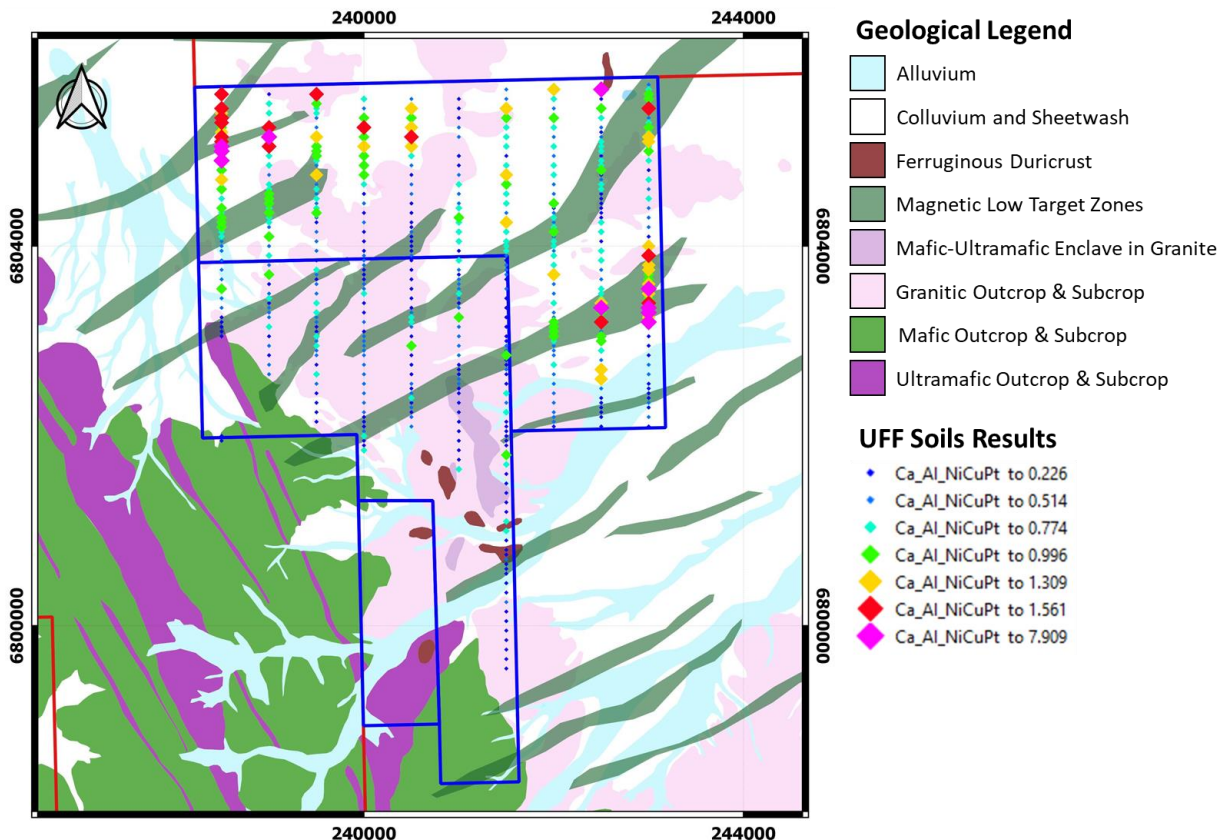 240000
244000
Geological Legend
Alluvium
Colluvium and Sheetwash
Ferruginous Duricrust
Magnetic Low Target Zones
Mafic-Ultramafic Enclave in Granite
Granitic Outcrop & Subcrop
Mafic Outcrop & Subcrop
Ultramafic Outcrop & Subcrop
6804000
6804000
UFF Soils Results
Ca_Al_NiCuPt to 0.226
Ca_Al_NiCuPt to 0.514
Ca_Al_NiCuPt to 0.774
Ca_Al_NiCuPt to 0.996
Ca_Al_NiCuPt to 1.309
Ca_Al_NiCuPt to 1.561
Ca_Al_NiCuPt to 7.909
6800000
6800000
240000
244000